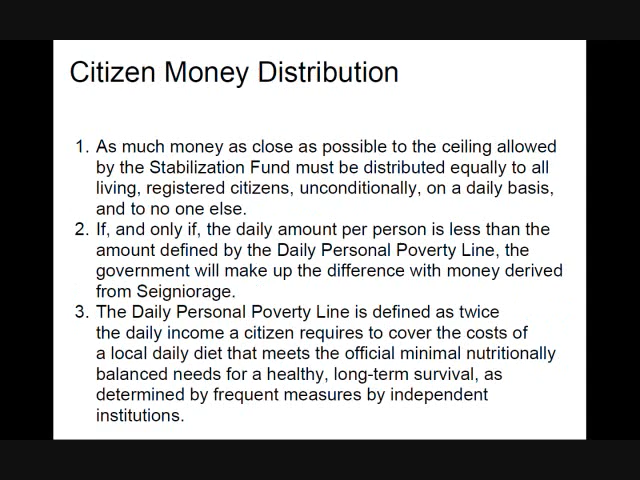 Citizen Money Distribution
1. As much money as close as possible to the ceiling allowed
by the Stabilization Fund must be distributed equally to all
living, registered citizens, unconditionally, on a daily basis,
and to no one else.
2. If, and only if, the daily amount per person is less than the
amount defined by the Daily Personal Poverty Line, the
government will make up the difference with money derived
from Seigniorage.
3. The Daily Personal Poverty Line is defined as twice
the daily income a citizen requires to cover the costs of
a local daily diet that meets the official minimal nutritionally
balanced needs for a healthy, long-term survival, as
determined by frequent measures by independent
institutions.